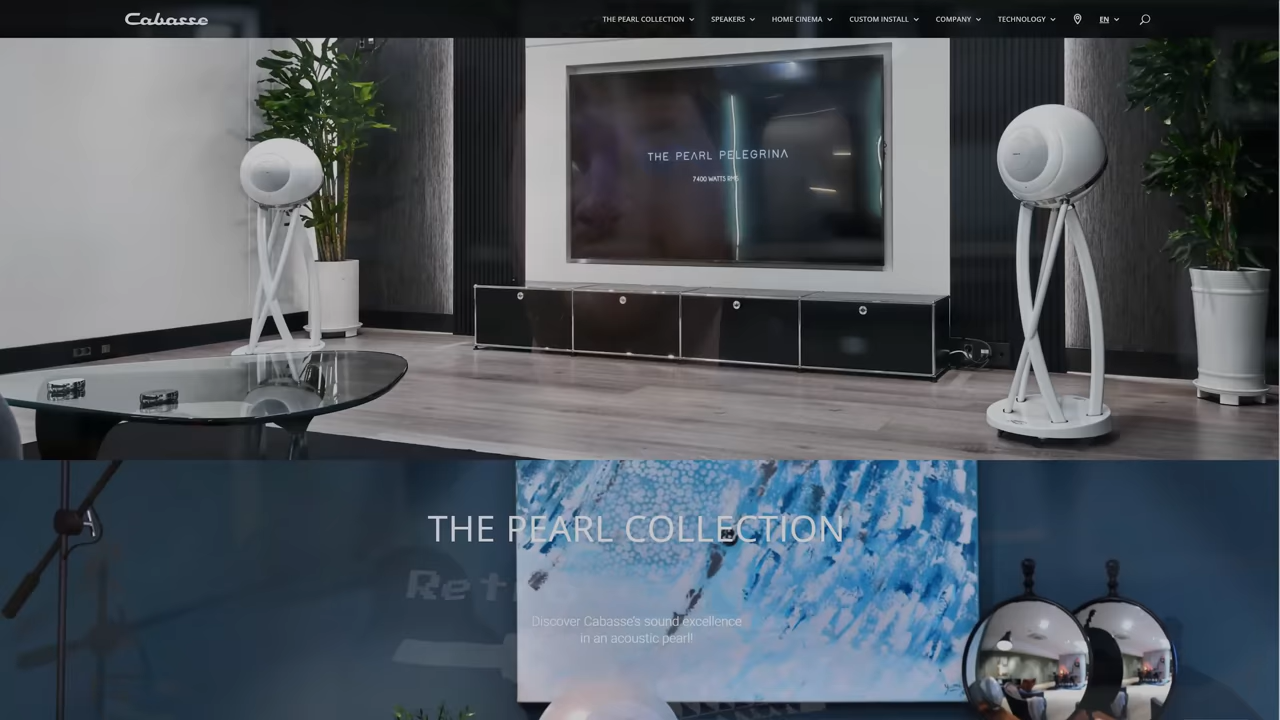 Cabasse
THE PEARL COLLECTION
SPEAKERS
HOME CINEMA
CUSTOM INSTALL
COMPANY
TECHNOLOGY
EN
THE PEARL PELEGRINA
7400 WATTS RMS
THE PEARL COLLECTION
Discover Cabasse's sound excellence
in an acoustic pearl!